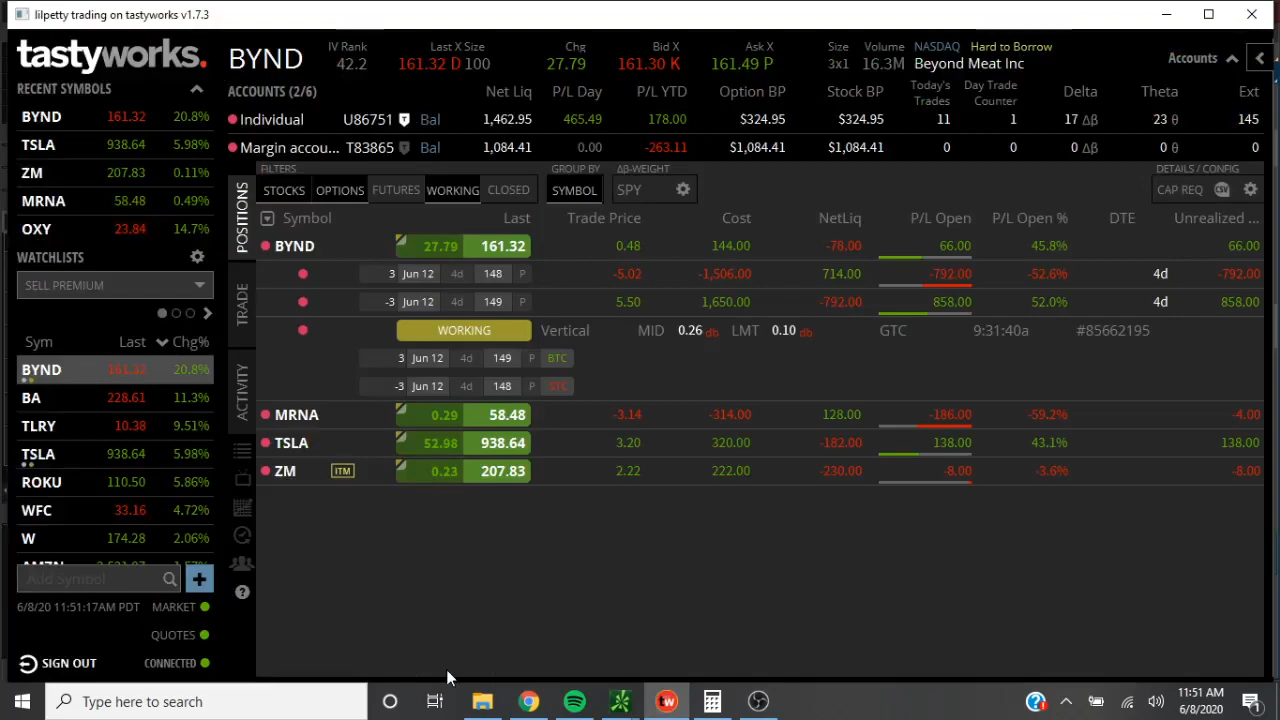 lilpetty trading on tastyworks v1.7.3
tastyworks.
BYND IV Rank 42.2 Last X Size 161.32 D 100 Chg 27.79 Bid X 161.30 K Ask X 161.49 P Size 3x1 Volume 16.3M NASDAQ Hard to Borrow Beyond Meat Inc Accounts
RECENT SYMBOLS
BYND 161.32 20.8%
TSLA 938.64 5.98%
ZM 207.83 0.11%
MRNA 58.48 0.49%
OXY 23.84 14.7%
WATCHLISTS
SELL PREMIUM
Sym Last Chg%
BYND 161.32 20.8%
BA 228.61 11.3%
TLRY 10.38 9.51%
TSLA 938.64 5.98%
ROKU 110.50 5.86%
WFC 33.16 4.72%
W 174.28 2.06%
Add Symbol
6/8/20 11:51:17AM PDT MARKET
QUOTES
SIGN OUT CONNECTED
ACCOUNTS (2/6) Net Liq P/L Day P/L YTD Option BP Stock BP Today's Trades Day Trade Counter Delta Theta Ext
Individual U86751 T Bal 1,462.95 465.49 178.00 $324.95 $324.95 11 1 17 Δβ 23 θ 145
Margin accou... T83865 Bal 1,084.41 0.00 -263.11 $1,084.41 $1,084.41 0 0 0 Δβ 0 θ 0
FILTERS GROUP BY Δβ-WEIGHT DETAILS / CONFIG
STOCKS OPTIONS FUTURES WORKING CLOSED SYMBOL SPY CAP REQ CSV
POSITIONS
TRADE
ACTIVITY
Symbol Last Trade Price Cost NetLiq P/L Open P/L Open % DTE Unrealized ...
BYND 27.79 161.32 0.48 144.00 -78.00 66.00 45.8% 66.00
3 Jun 12 4d 148 P -5.02 -1,506.00 714.00 -792.00 -52.6% 4d -792.00
-3 Jun 12 4d 149 P 5.50 1,650.00 -792.00 858.00 52.0% 4d 858.00
WORKING Vertical MID 0.26 db LMT 0.10 db GTC 9:31:40a #85662195
3 Jun 12 4d 149 P BTC
-3 Jun 12 4d 148 P STC
MRNA 0.29 58.48 -3.14 -314.00 128.00 -186.00 -59.2% -4.00
TSLA 52.98 938.64 3.20 320.00 -182.00 138.00 43.1% 138.00
ZM ITM 0.23 207.83 2.22 222.00 -230.00 -8.00 -3.6% -8.00
Type here to search
tw
11:51 AM
6/8/2020
1